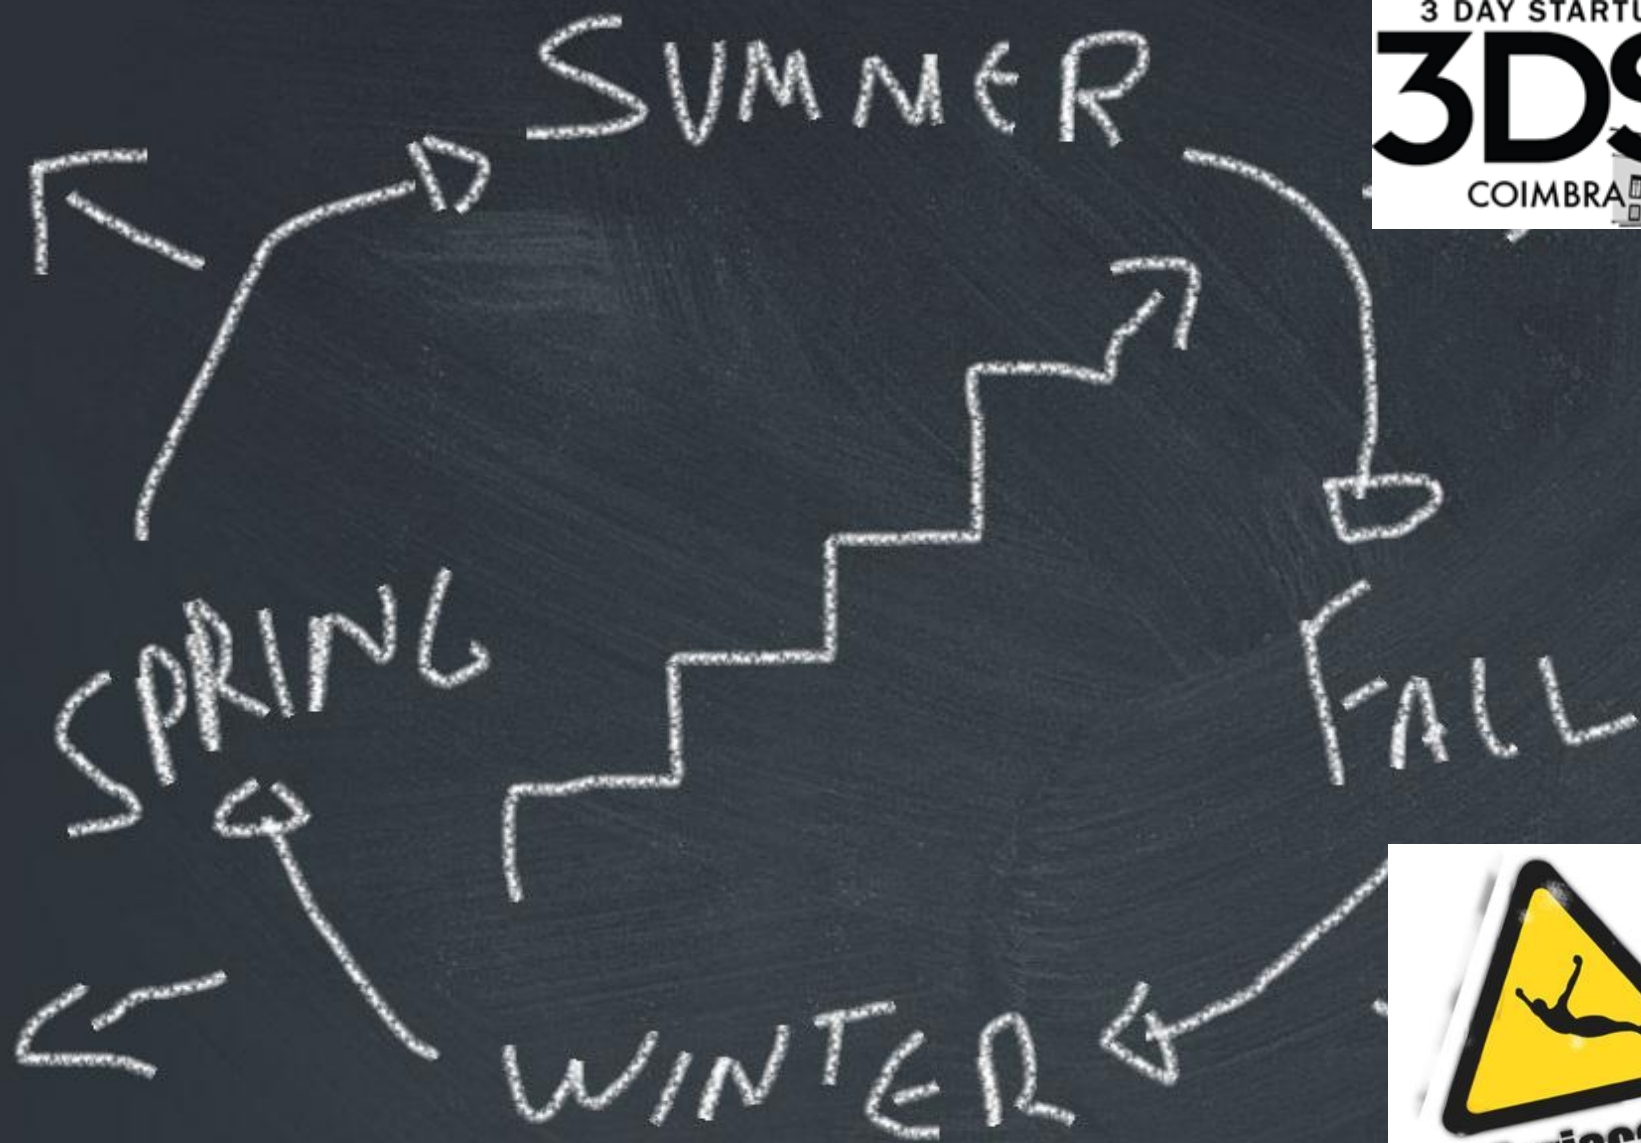 3 DAY STARTU
3DS
COIMBRA
SUMMER
SPRING
FALL
WINTER